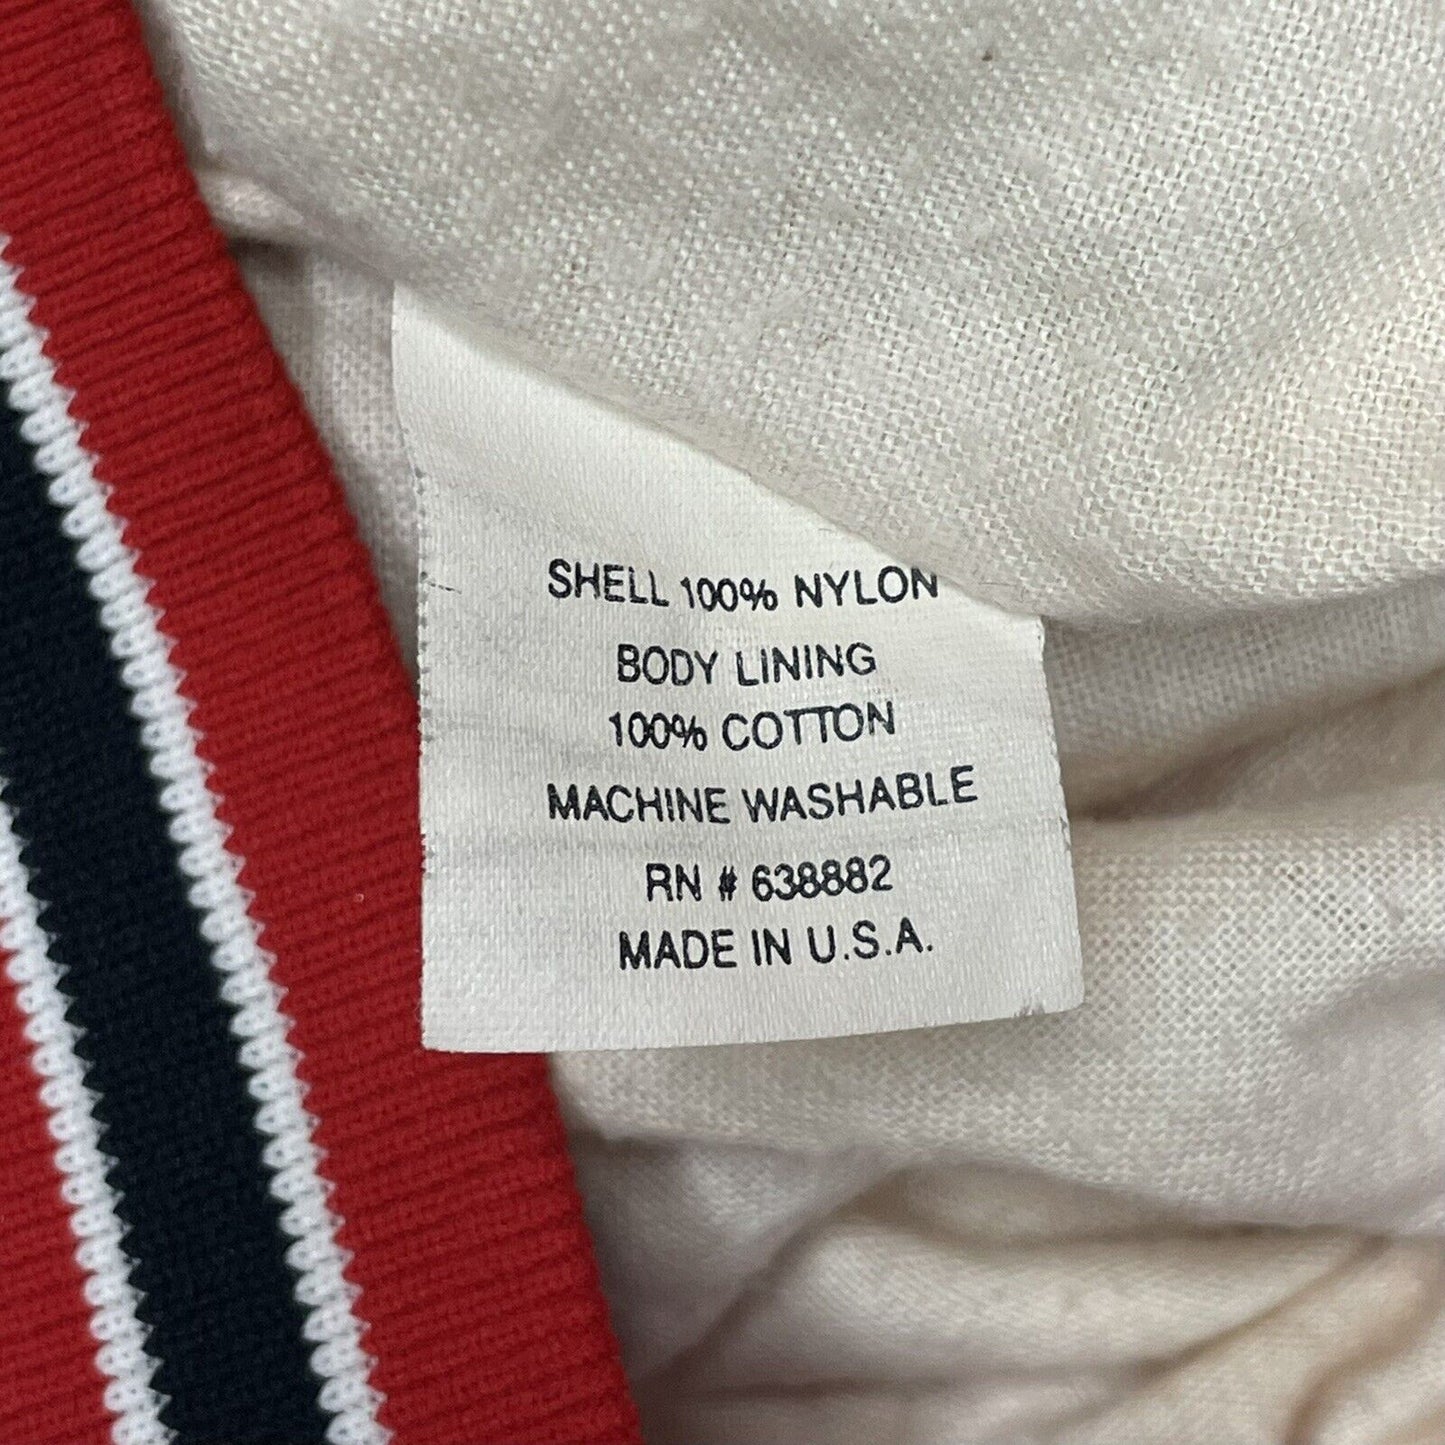 SHELL 100% NYLON
BODY LINING
100% COTTON
MACHINE WASHABLE
RN # 638882
MADE IN U.S.A.